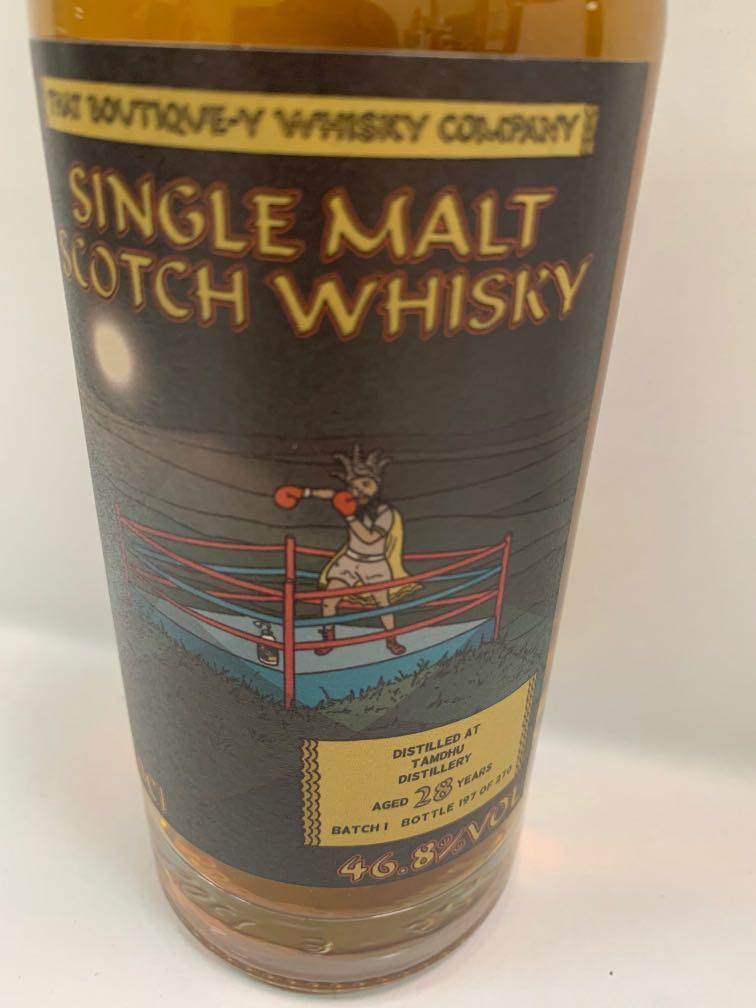 THAT BOUTIQUE-Y WHISKY COMPANY
SINGLE MALT
SCOTCH WHISKY
DISTILLED AT
TAMDHU
DISTILLERY
AGED 28 YEARS
BATCH 1 BOTTLE 197 OF 270
46.8%VOL